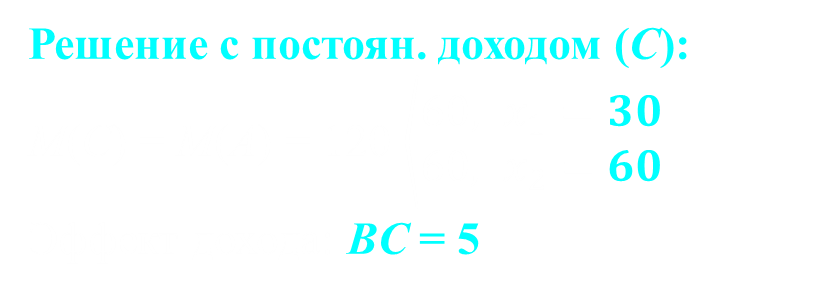 Решение с постоян. доходом (C):
30
60
BC = 5